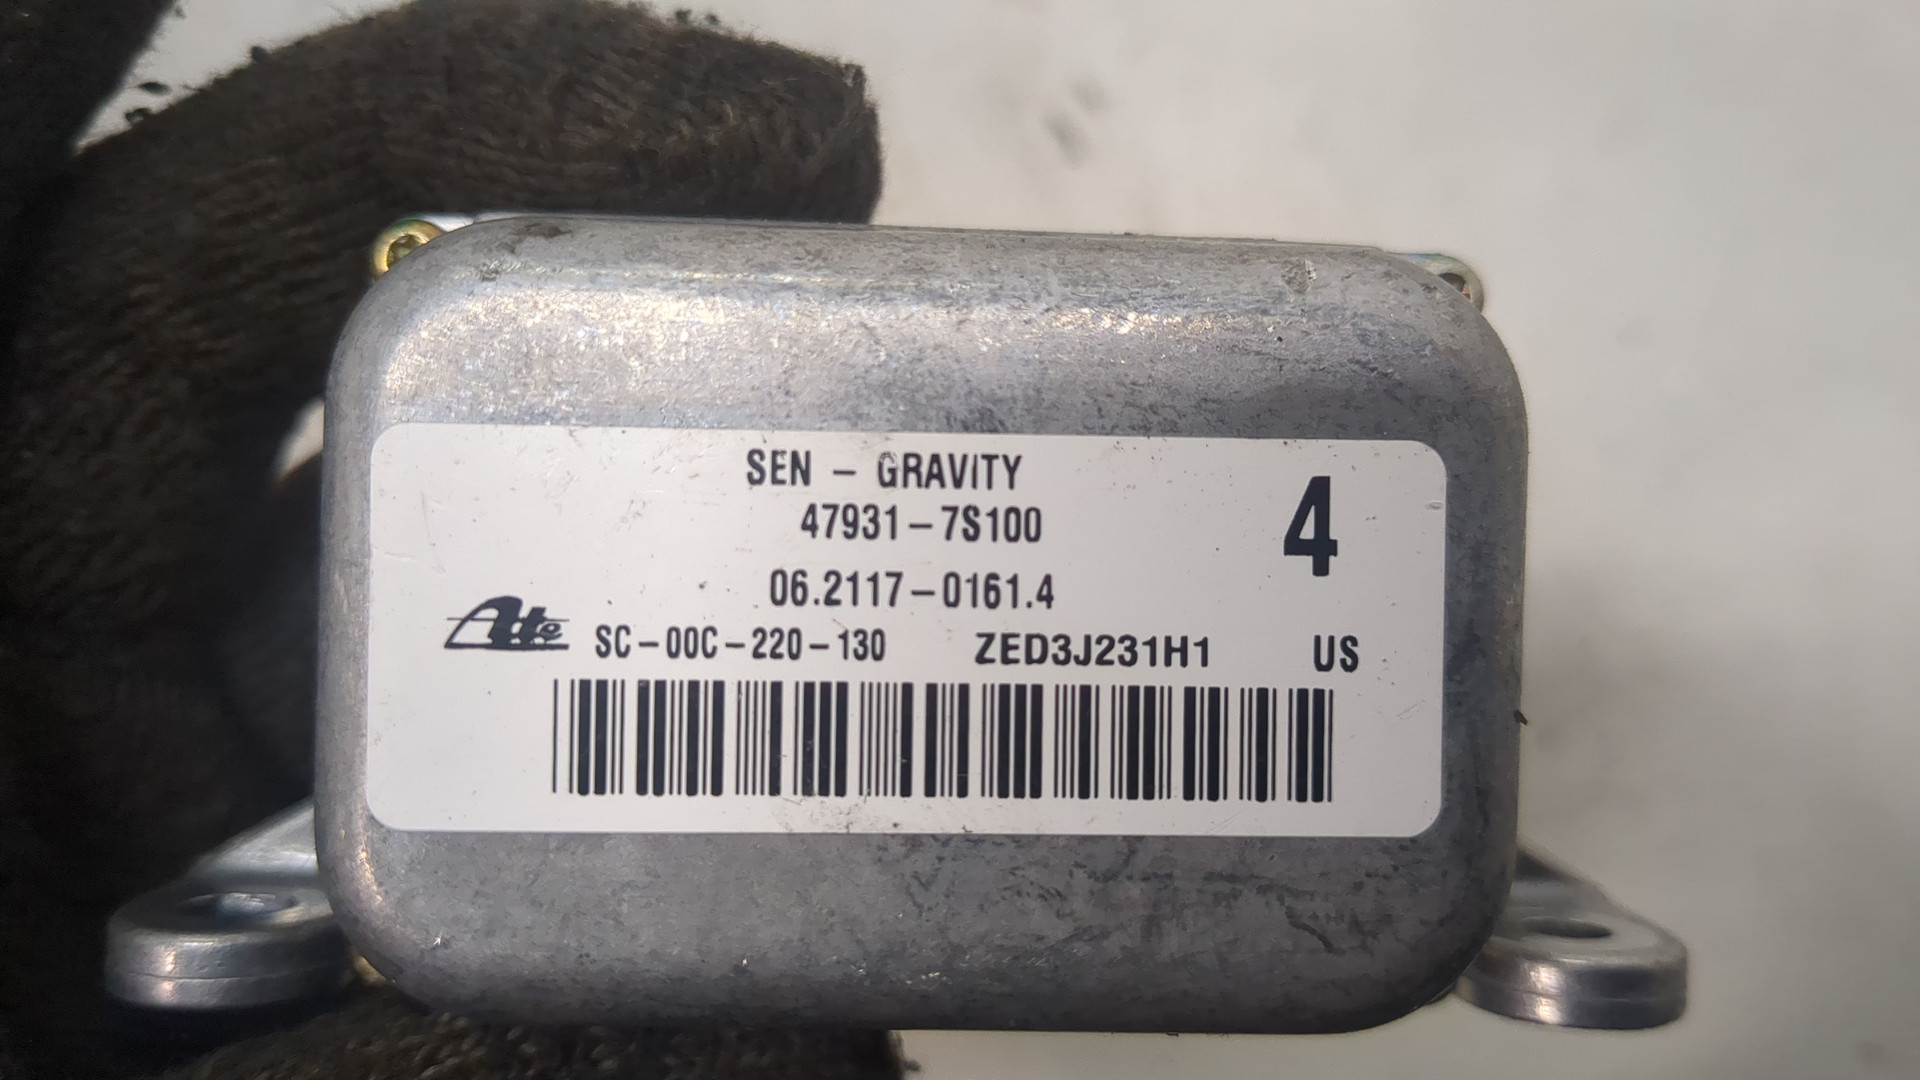 SEN - GRAVITY
47931-7S100
4
06.2117-0161.4
Ate SC-00C-220-130 ZED3J231H1 US